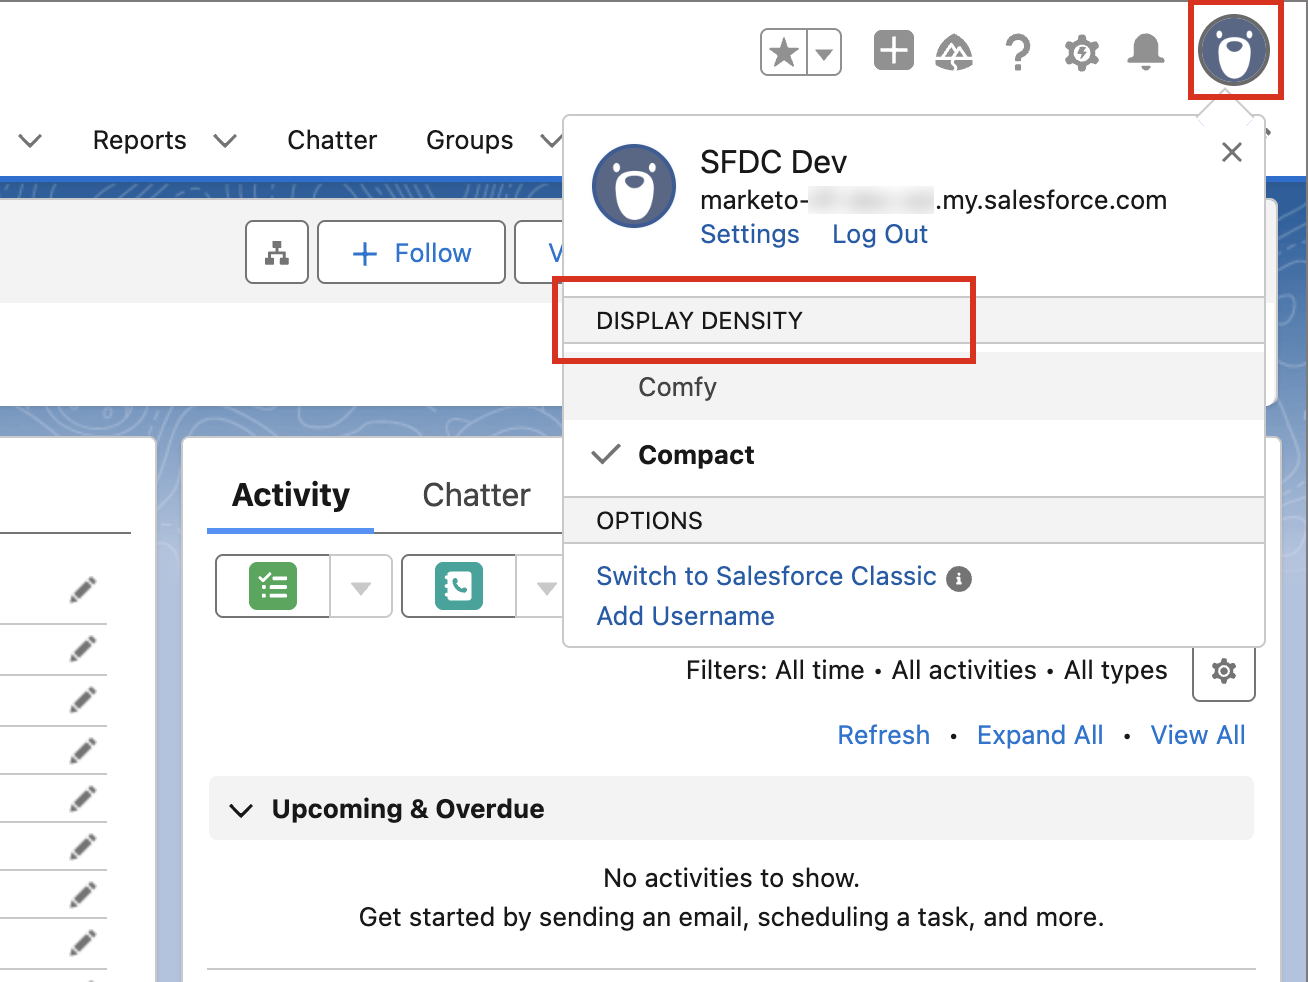 Reports Chatter Groups
SFDC Dev
marketo- .my.salesforce.com
Settings Log Out
Follow V
DISPLAY DENSITY
Comfy
Compact
OPTIONS
Switch to Salesforce Classic
Add Username
Activity Chatter
Filters: All time • All activities • All types
Refresh • Expand All • View All
Upcoming & Overdue
No activities to show.
Get started by sending an email, scheduling a task, and more.